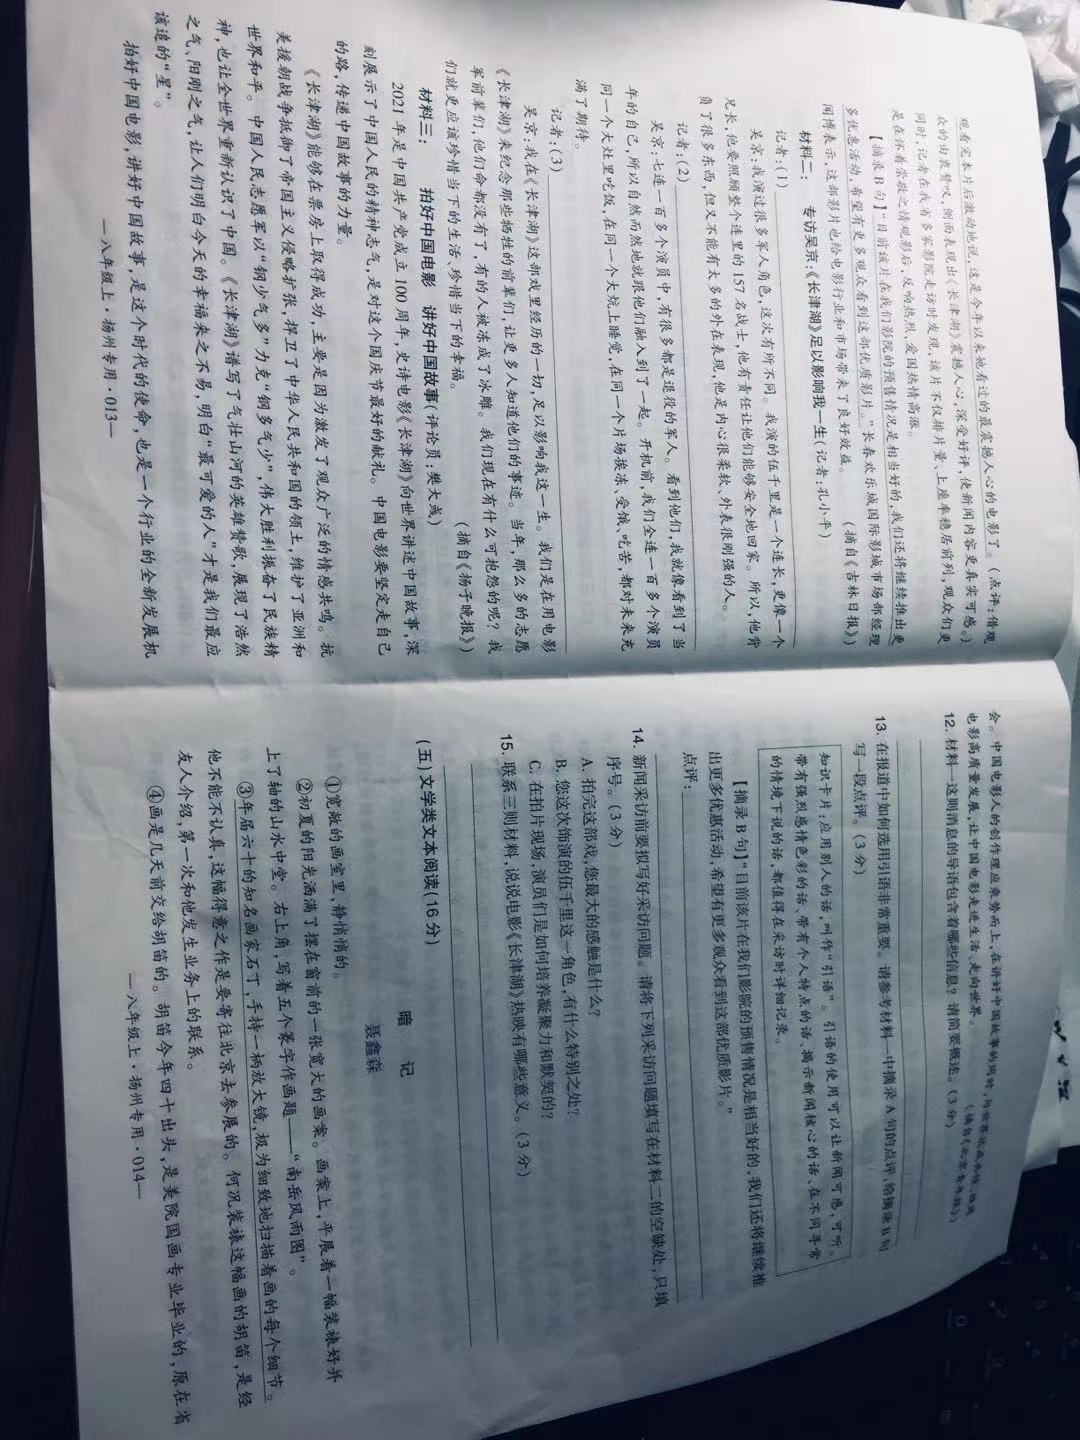 观看完本片后激动地说,这是今年以来她看过的最震撼人心的电影了。(点评:借观
众的由衷赞叹,侧面表现出《长津湖》震撼人心,深受好评,使新闻内容更真实可感。)
同时,记者在我省多家影院走访时发现,该片不仅排片量、上座率稳居前列,观众们更
是在怀着崇敬之情观影后,反响热烈,爱国热情高涨。
【摘录B句】“目前该片在我们影院的预售情况是相当好的,我们还将继续推出更
多优惠活动,希望有更多观众看到这部优质影片。”长春欢乐城国际影城市场部经理
闻博表示,这部影片也给电影行业和市场带来了良好效益。 (摘自《吉林日报》)
材料二: 专访吴京:《长津湖》足以影响我一生(记者:孔小平)
记者:(1)
吴京:我演过很多军人角色,这次有所不同。我演的伍千里是一个连长,更像一个
兄长,他要照顾整个连里的157名战士,他有责任让他们能够安全地回家。所以,他背
负了很多东西,但又不能有太多的外在表现,他是内心很柔软、外表很刚强的人。
记者:(2)
吴京:七连一百多个演员中,有很多都是退役的军人。看到他们,我就像看到了当
年的自己,所以自然而然地就跟他们融入到了一起。开机前,我们全连一百多个演员
同一个大灶里吃饭,在同一个大炕上睡觉,在同一个片场挨冻、受饿、吃苦,都对未来充
满了期待。
记者:(3)
吴京:我在《长津湖》这部戏里经历的一切,足以影响我这一生。我们是在用电影
《长津湖》来纪念那些牺牲的前辈们,让更多人知道他们的事迹。当年,那么多的志愿
军前辈们,他们命都没有了,有的人被冻成了冰雕。我们现在有什么可抱怨的呢?我
们就更应该珍惜当下的生活,珍惜当下的幸福。 (摘自《扬子晚报》)
材料三: 拍好中国电影 讲好中国故事(评论员:樊大彧)
2021年是中国共产党成立100周年,史诗电影《长津湖》向世界讲述中国故事,深
刻展示了中国人民的精神志气,是对这个国庆节最好的献礼。中国电影要坚定走自己
的路,传递中国故事的力量。
《长津湖》能够在票房上取得成功,主要是因为激发了观众广泛的情感共鸣。抗
美援朝战争抵御了帝国主义侵略扩张,捍卫了中华人民共和国的领土,维护了亚洲和
世界和平。中国人民志愿军以“钢少气多”力克“钢多气少”,伟大胜利振奋了民族精
神,也让全世界重新认识了中国。《长津湖》谱写了气壮山河的英雄赞歌,展现了浩然
之气、阳刚之气,让人们明白今天的幸福来之不易,明白“最可爱的人”才是我们最应
该追的“星”。
拍好中国电影,讲好中国故事,是这个时代的使命,也是一个行业的全新发展机
—八年级上·扬州专用·013—
会。中国电影人的创作理应乘势而上,在讲好中国故事的同时,
电影高质量发展,让中国电影走进生活、走向世界。 (摘自《北京青年报》)
12. 材料一这则消息的导语包含着哪些信息?请简要概述。(3分)
13. 在报道中如何选用引语非常重要。请参考材料一中摘录A句的点评,给摘录B句
写一段点评。(3分)
知识卡片:应用别人的话,叫作“引语”。引语的使用可以让新闻可感,可听。
带有强烈感情色彩的话、带有个人特点的话、揭示新闻核心的话、在不同寻常
的情境下说的话,都值得在采访时详细记录。
【摘录B句】“目前该片在我们影院的预售情况是相当好的,我们还将继续推
出更多优惠活动,希望有更多观众看到这部优质影片。”
点评:
14. 新闻采访前要拟写好采访问题。请将下列采访问题填写在材料二的空缺处,只填
序号。(3分)
A. 拍完这部戏,您最大的感触是什么?
B. 您这次饰演的伍千里这一角色,有什么特别之处?
C. 在拍片现场,演员们是如何培养凝聚力和默契的?
15. 联系三则材料,说说电影《长津湖》热映有哪些意义。(3分)
(五)文学类文本阅读(16分)
暗 记
聂鑫森
①宽敞的画室里,静悄悄的。
②初夏的阳光洒满了摆在窗前的一张宽大的画案。画案上,平展着一幅装裱好并
上了轴的山水中堂。右上角,写着五个篆字作画题——“南岳风雨图”。
③年届六十的知名画家石丁,手持一柄放大镜,极为细致地扫描着画的每个细节。
他不能不认真,这幅得意之作是要寄往北京去参展的。何况装裱这幅画的胡笛,是经
友人介绍,第一次和他发生业务上的联系。
④画是几天前交给胡笛的。胡笛今年四十出头,是美院国画专业毕业的,原在省
—八年级上·扬州专用·014—